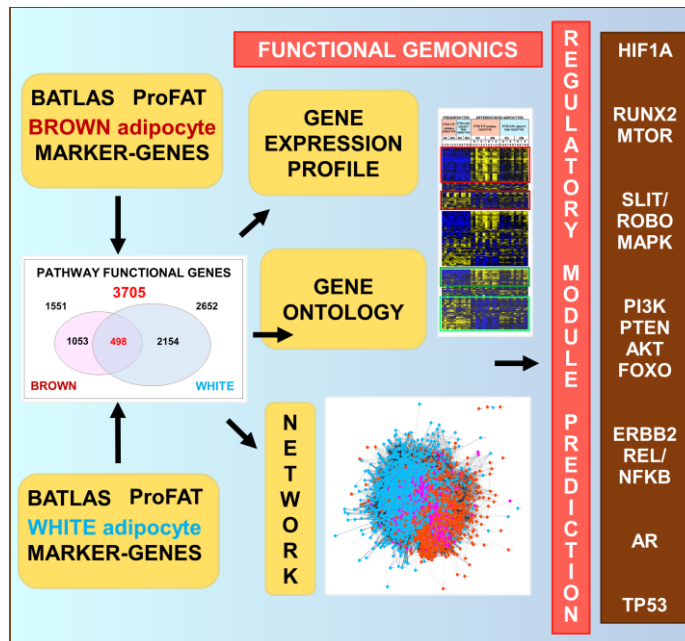 FUNCTIONAL GEMONICS
BATLAS ProFAT
BROWN adipocyte
MARKER-GENES
GENE
EXPRESSION
PROFILE
PATHWAY FUNCTIONAL GENES
3705
1551
2652
1053
498
2154
BROWN
WHITE
GENE
ONTOLOGY
BATLAS ProFAT
WHITE adipocyte
MARKER-GENES
NETWORK
REGULATORY MODULE PREDICTION
HIF1A
RUNX2
MTOR
SLIT/
ROBO
MAPK
PI3K
PTEN
AKT
FOXO
ERBB2
REL/
NFKB
AR
TP53